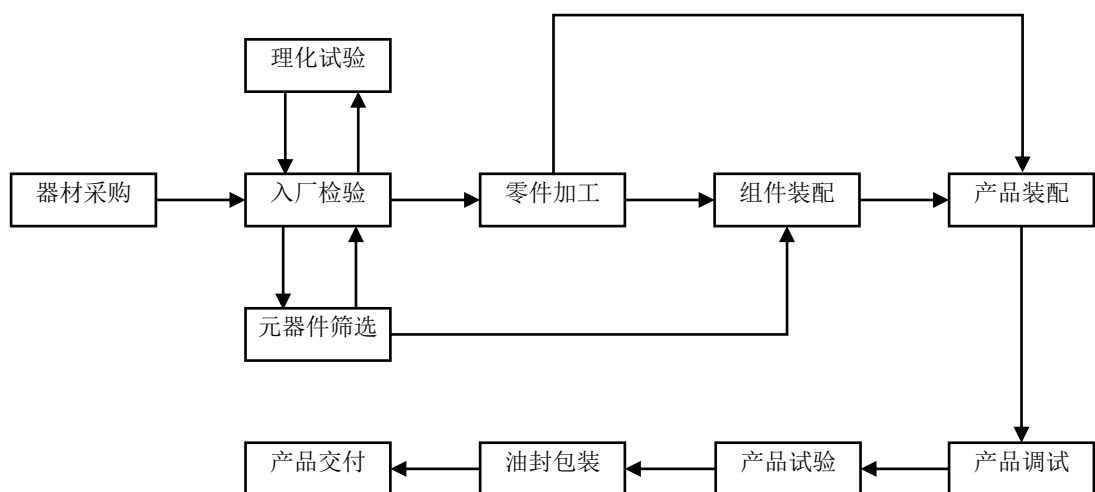 理化试验
器材采购
入厂检验
零件加工
组件装配
产品装配
元器件筛选
产品交付
油封包装
产品试验
产品调试